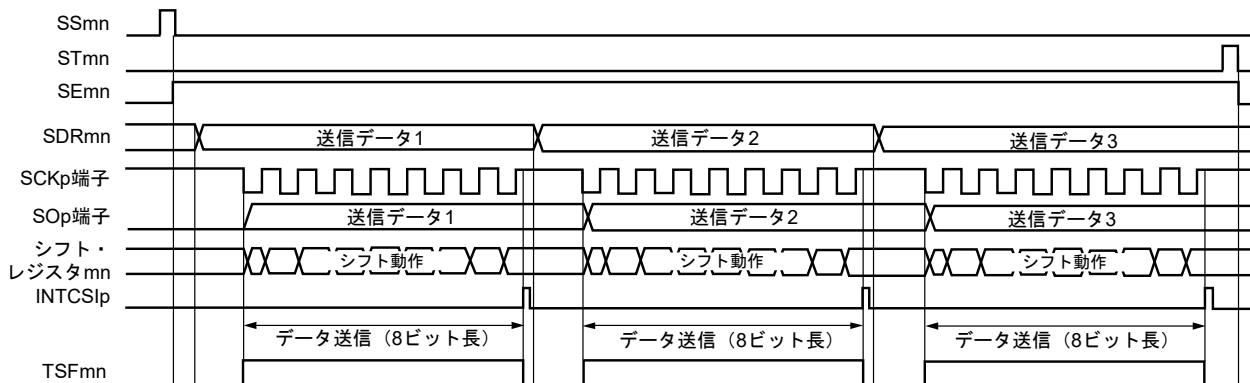 SSmn
STmn
SEmn
SDRmn
送信データ1
送信データ2
送信データ3
SCKp端子
SOp端子
送信データ1
送信データ2
送信データ3
シフト・
レジスタmn
シフト動作
シフト動作
シフト動作
INTCSIp
データ送信（8ビット長）
データ送信（8ビット長）
データ送信（8ビット長）
TSFmn